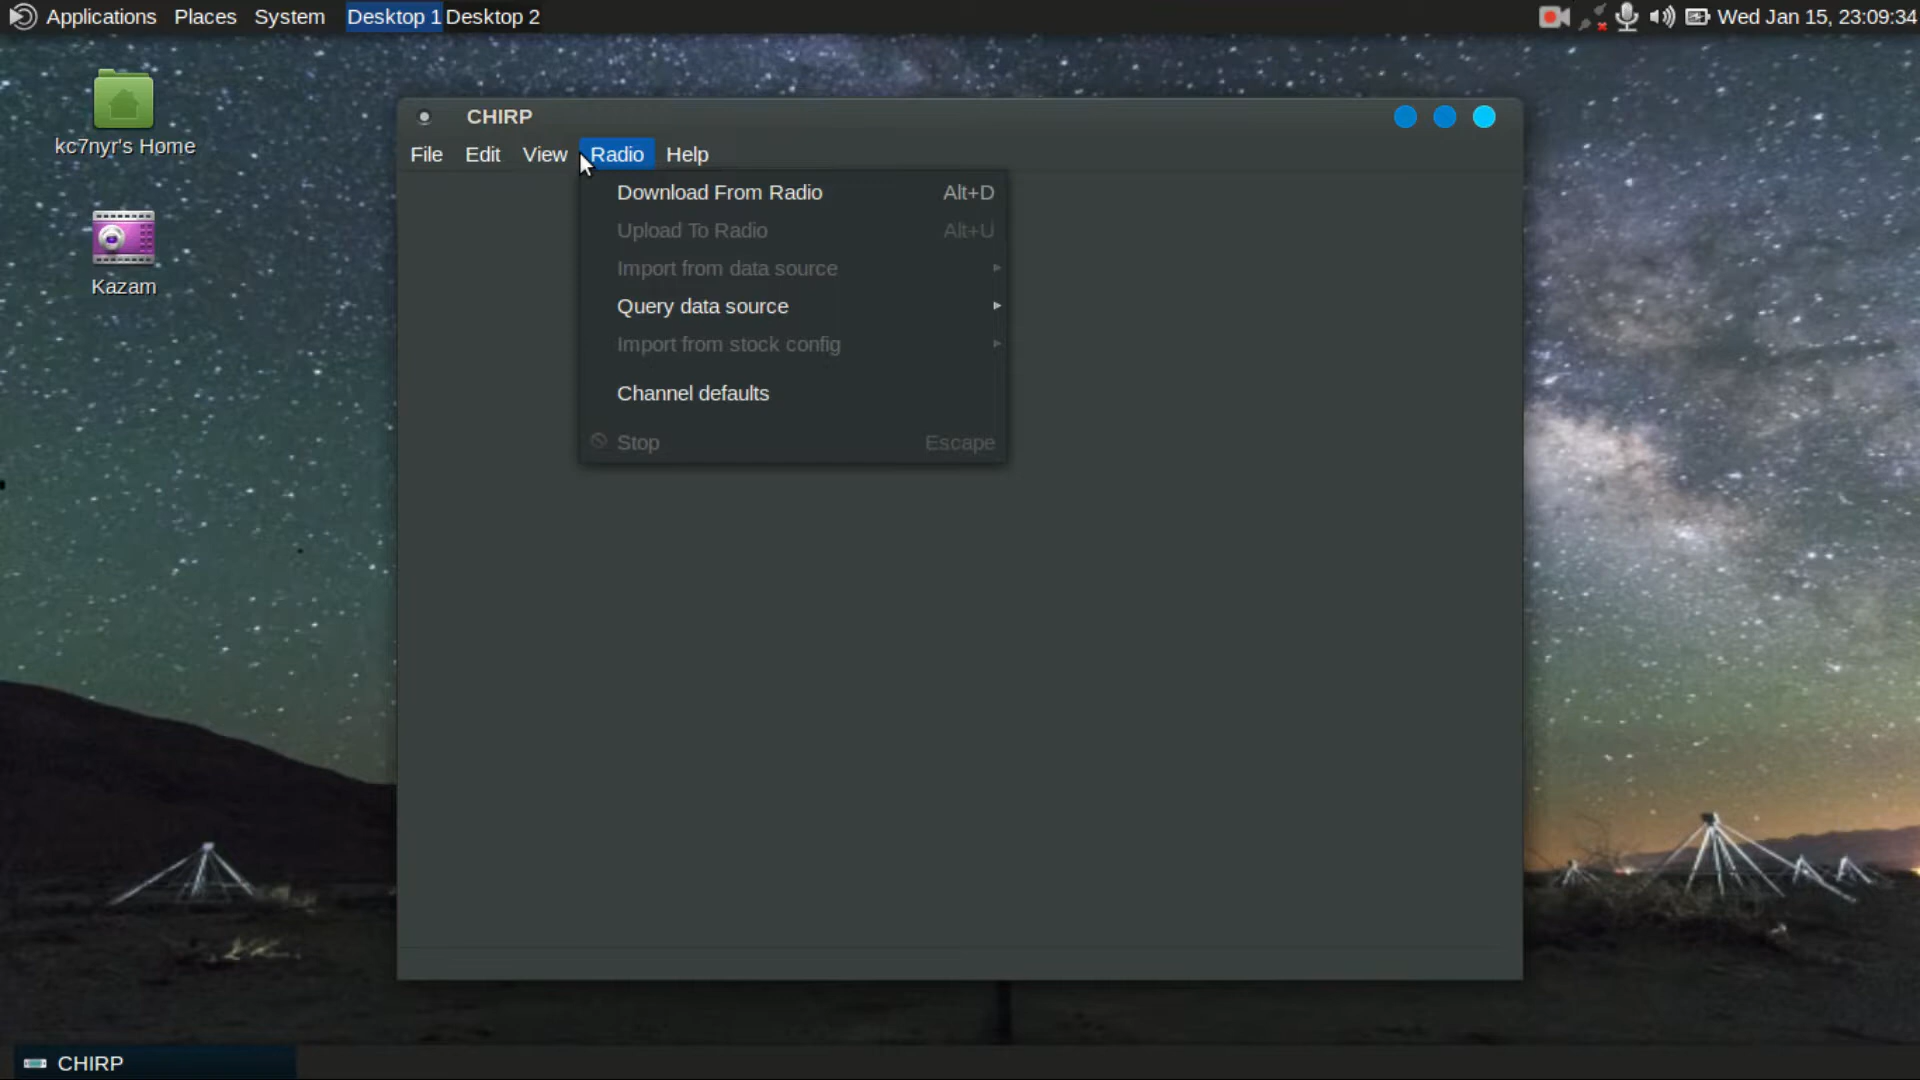 Applications Places System Desktop 1 Desktop 2 Wed Jan 15, 23:09:34
kc7nyr's Home
Kazam
CHIRP
File Edit View Radio Help
Download From Radio Alt+D
Upload To Radio Alt+U
Import from data source
Query data source
Import from stock config
Channel defaults
Stop Escape
CHIRP